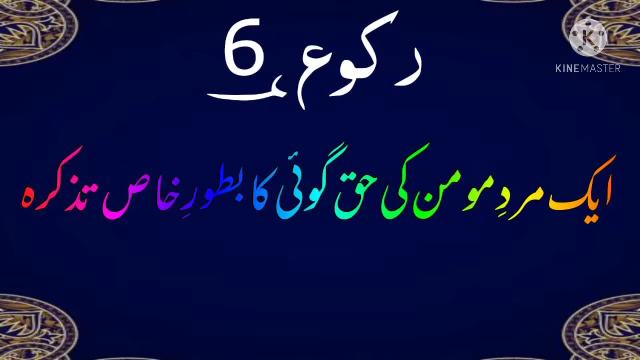 رکوع 6
ایک مردِ مومن کی حق گوئی کا بطورِ خاص تذکرہ
KINEMASTER